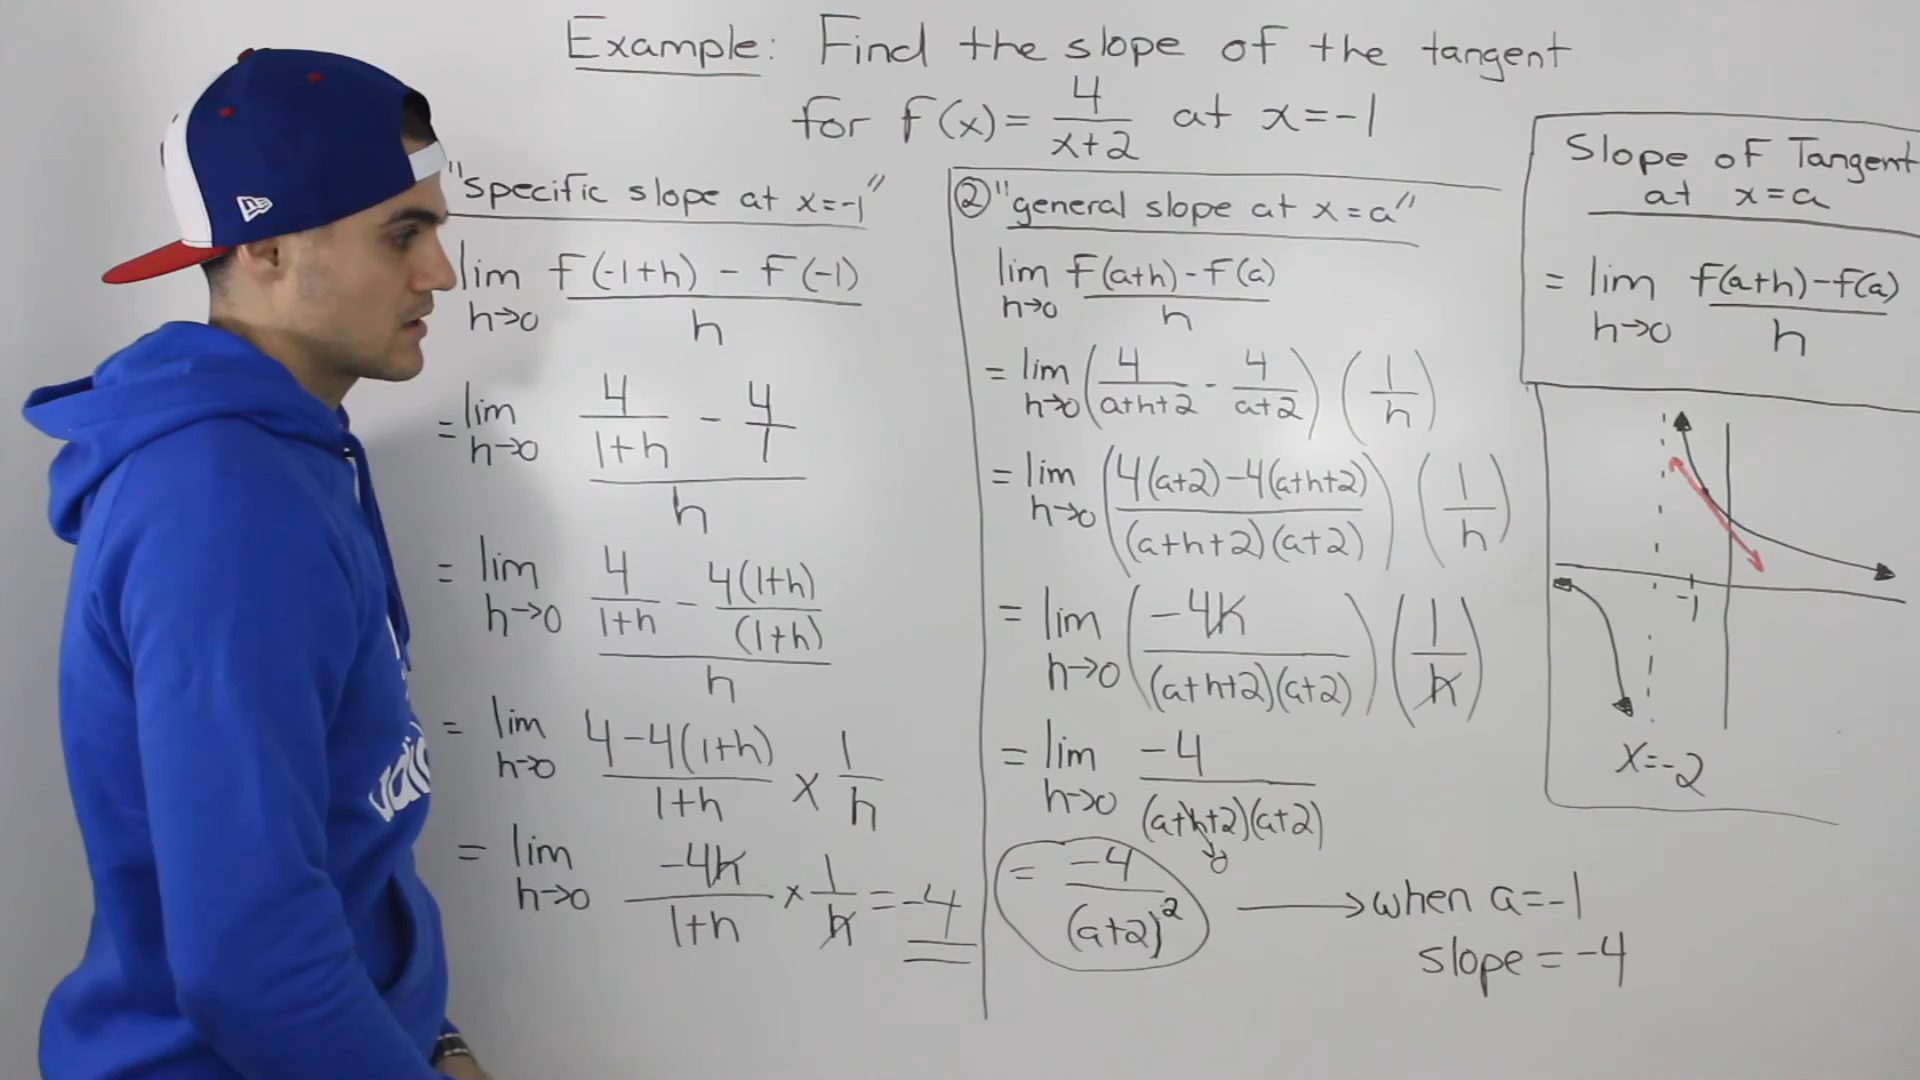 Example: Find the slope of the tangent
for f(x) = 4/(x+2) at x=-1
"specific slope at x=-1"
lim h→0 (f(-1+h) - f(-1))/h
= lim h→0 (4/(1+h) - 4/1)/h
= lim h→0 (4/(1+h) - 4(1+h)/(1+h))/h
= lim h→0 (4-4(1+h))/(1+h) × 1/h
= lim h→0 -4h/(1+h) × 1/h = -4
② "general slope at x=a"
lim h→0 (f(a+h)-f(a))/h
= lim h→0 (4/(a+h+2) - 4/(a+2)) (1/h)
= lim h→0 ((4(a+2)-4(a+h+2))/((a+h+2)(a+2))) (1/h)
= lim h→0 (-4h/((a+h+2)(a+2))) (1/h)
= lim h→0 -4/((a+h+2)(a+2))
0
= -4/(a+2)² → when a=-1
slope = -4
Slope of Tangent
at x=a
= lim h→0 (f(a+h)-f(a))/h
-1
x=-2